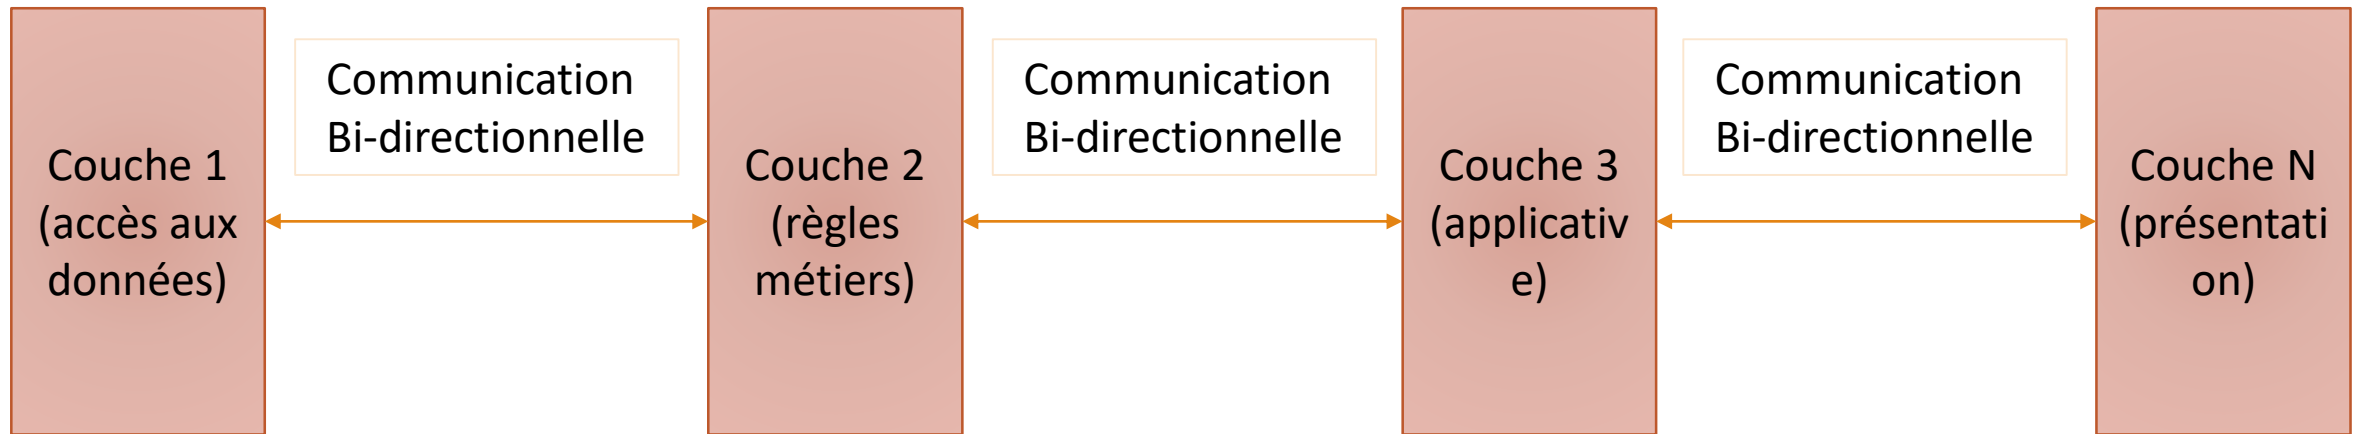 Couche 1
(accès aux
données)
Communication
Bi-directionnelle
Couche 2
(règles
métiers)
Communication
Bi-directionnelle
Couche 3
(applicativ
e)
Communication
Bi-directionnelle
Couche N
(présentati
on)